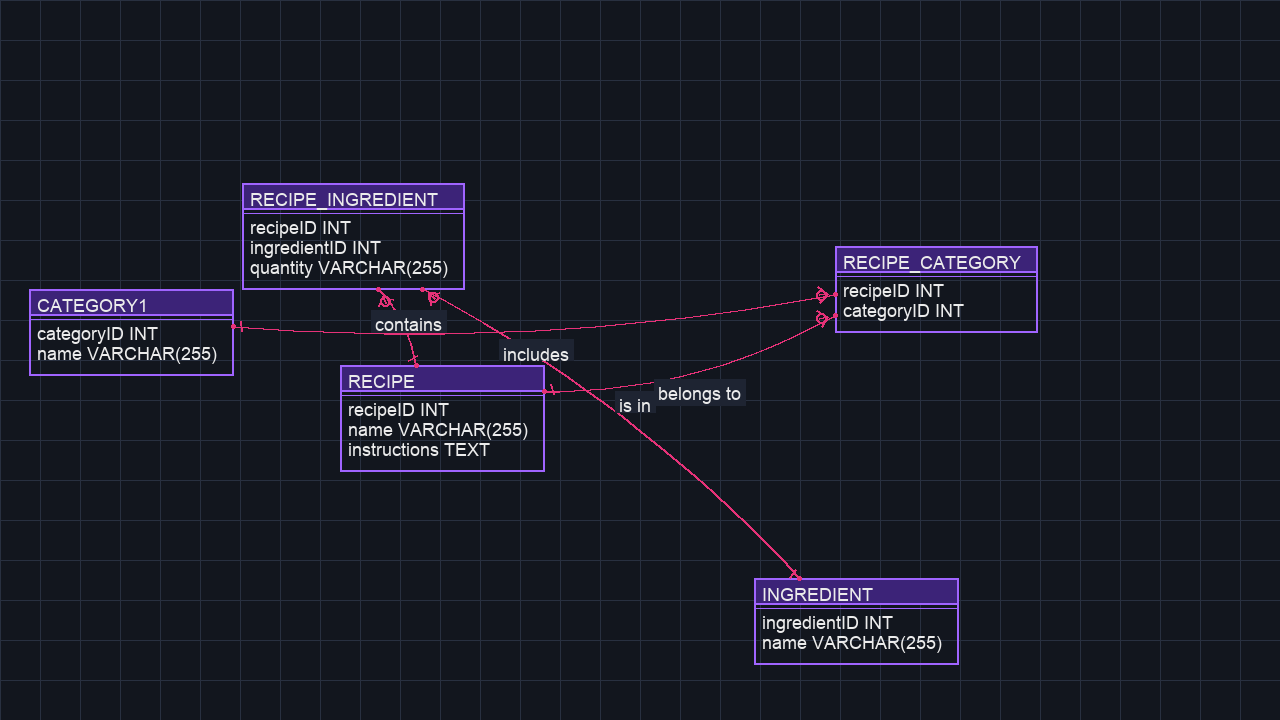 RECIPE_INGREDIENT
recipeID INT
ingredientID INT
quantity VARCHAR(255)
RECIPE_CATEGORY
recipeID INT
categoryID INT
CATEGORY1
categoryID INT
name VARCHAR(255)
contains
includes
RECIPE
recipeID INT
name VARCHAR(255)
instructions TEXT
is in
belongs to
INGREDIENT
ingredientID INT
name VARCHAR(255)